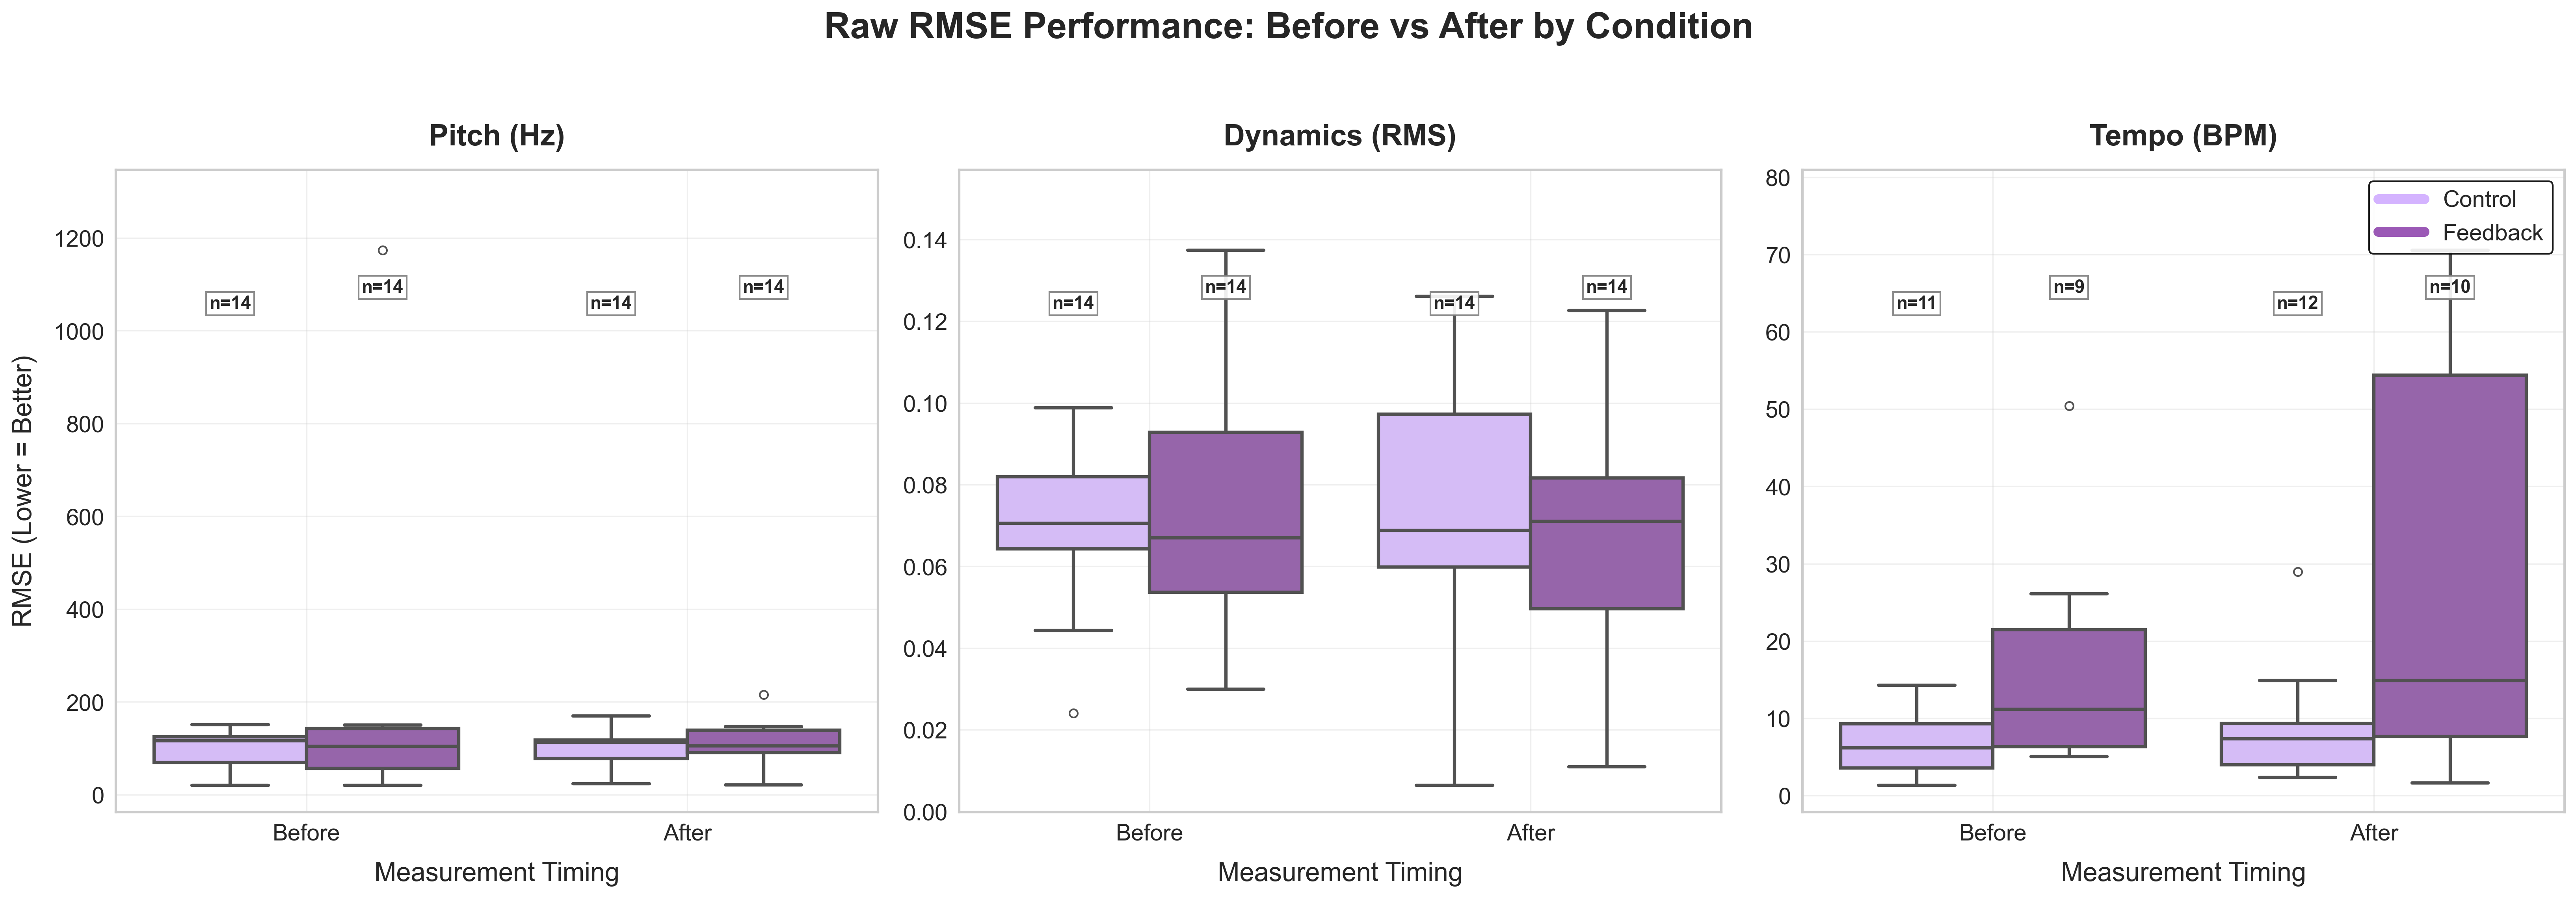 Raw RMSE Performance: Before vs After by Condition
Pitch (Hz)
RMSE (Lower = Better)
1200
1000
800
600
400
200
0
n=14
n=14
n=14
n=14
Before
After
Measurement Timing
Dynamics (RMS)
0.14
0.12
0.10
0.08
0.06
0.04
0.02
0.00
n=14
n=14
n=14
n=14
Before
After
Measurement Timing
Tempo (BPM)
80
70
60
50
40
30
20
10
0
Control
Feedback
n=11
n=9
n=12
n=10
Before
After
Measurement Timing